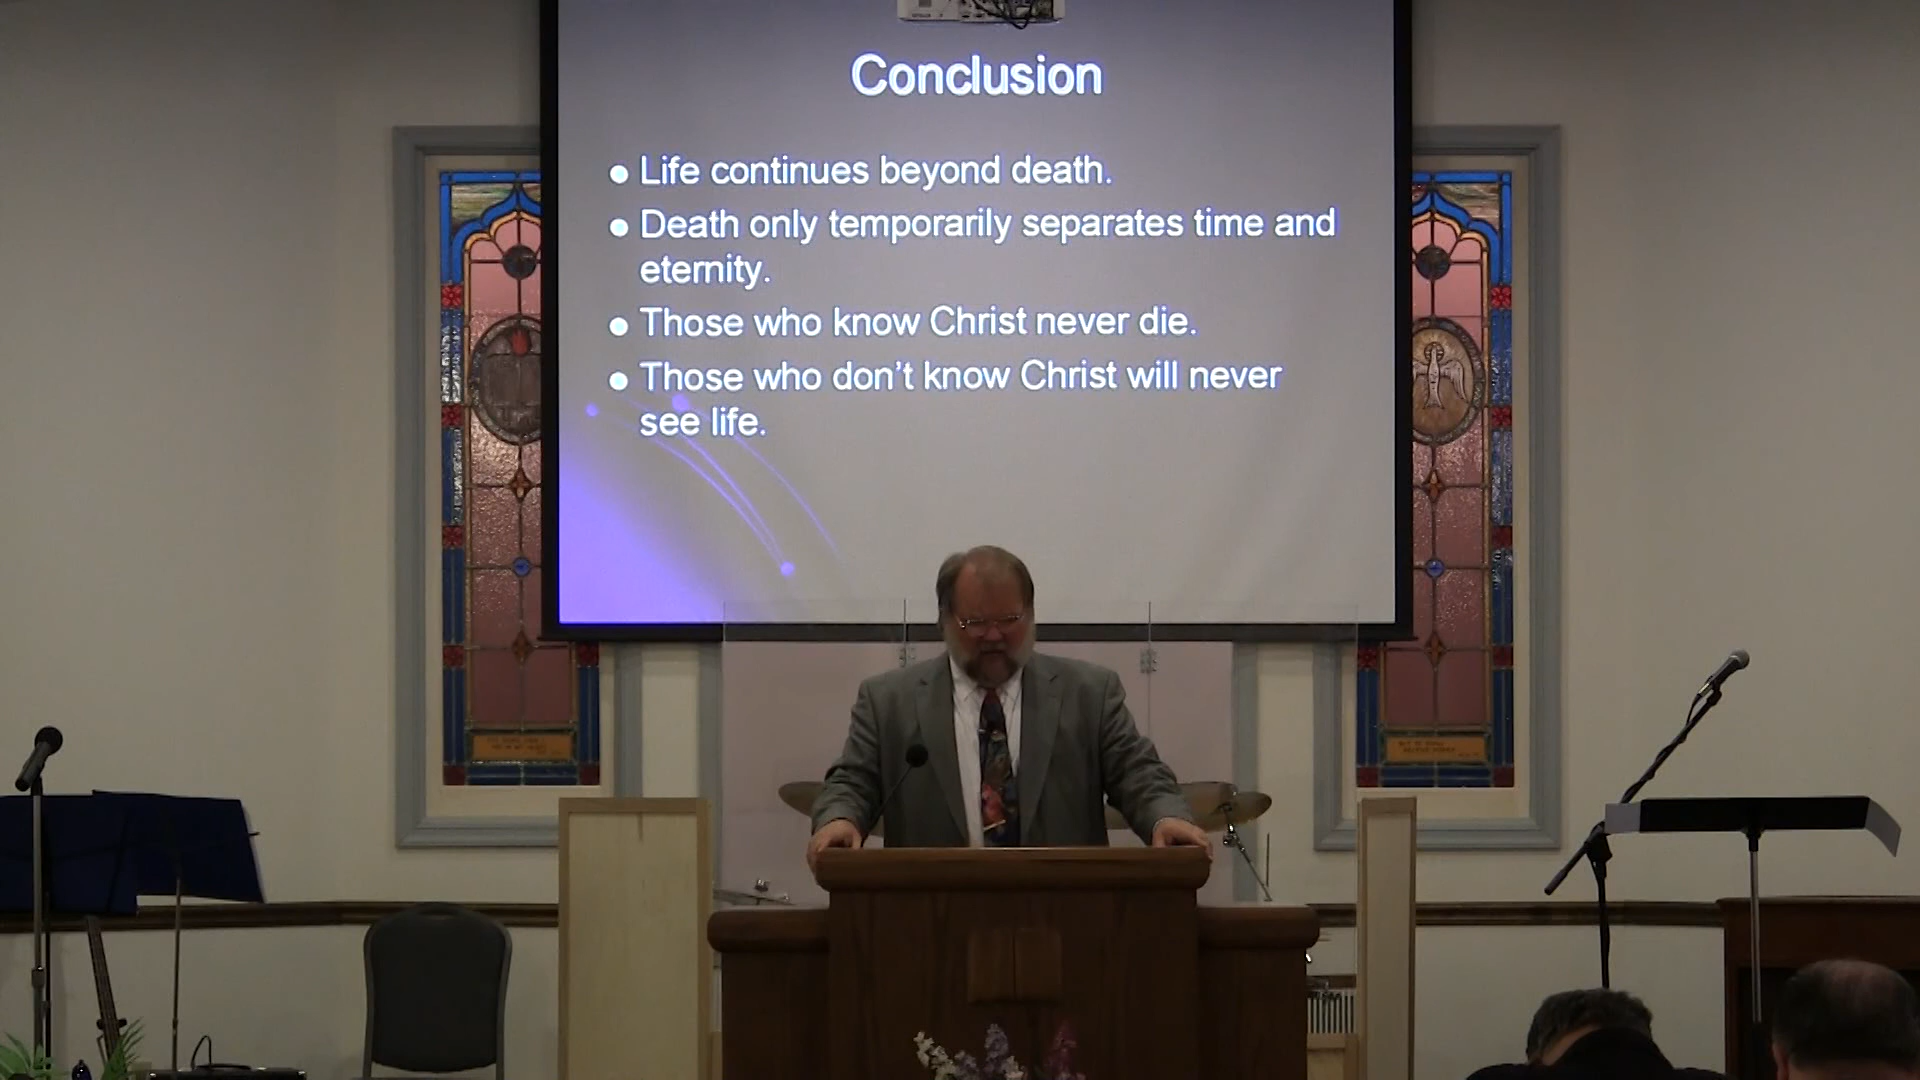 Conclusion
Life continues beyond death.
Death only temporarily separates time and
eternity.
Those who know Christ never die.
Those who don't know Christ will never
see life.